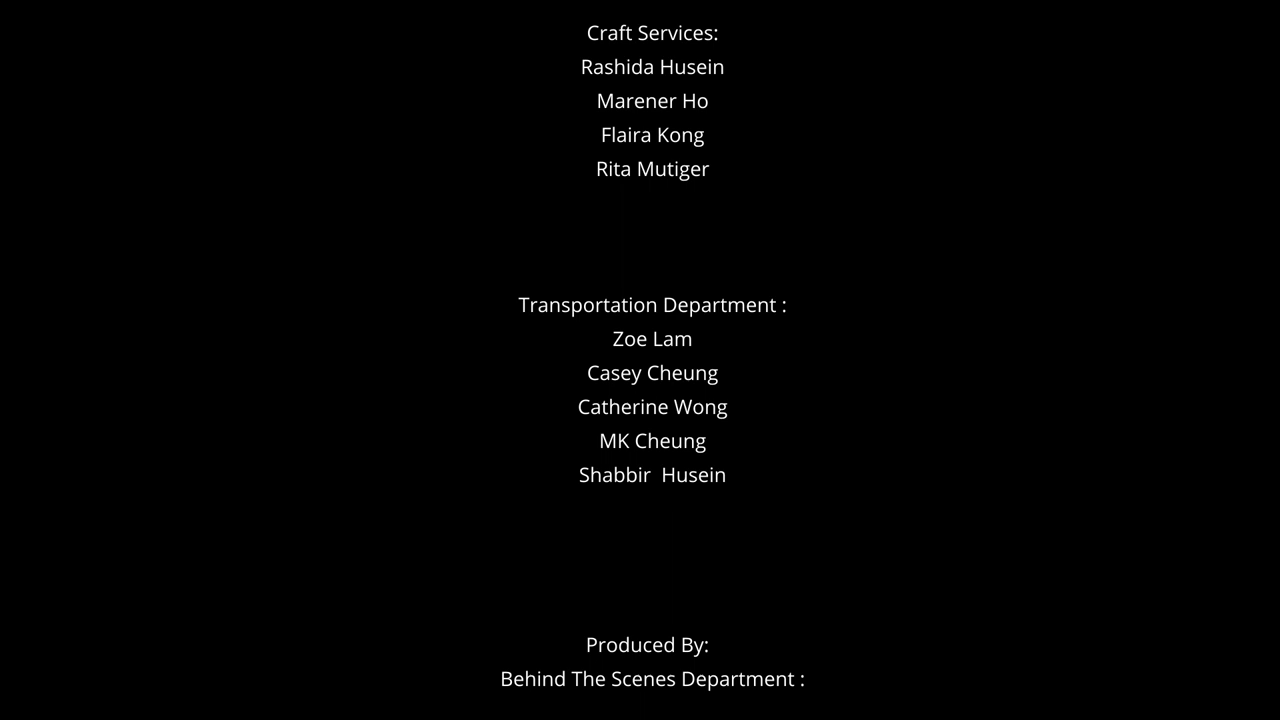 Craft Services:
Rashida Husein
Marener Ho
Flaira Kong
Rita Mutiger
Transportation Department :
Zoe Lam
Casey Cheung
Catherine Wong
MK Cheung
Shabbir  Husein
Produced By:
Behind The Scenes Department :